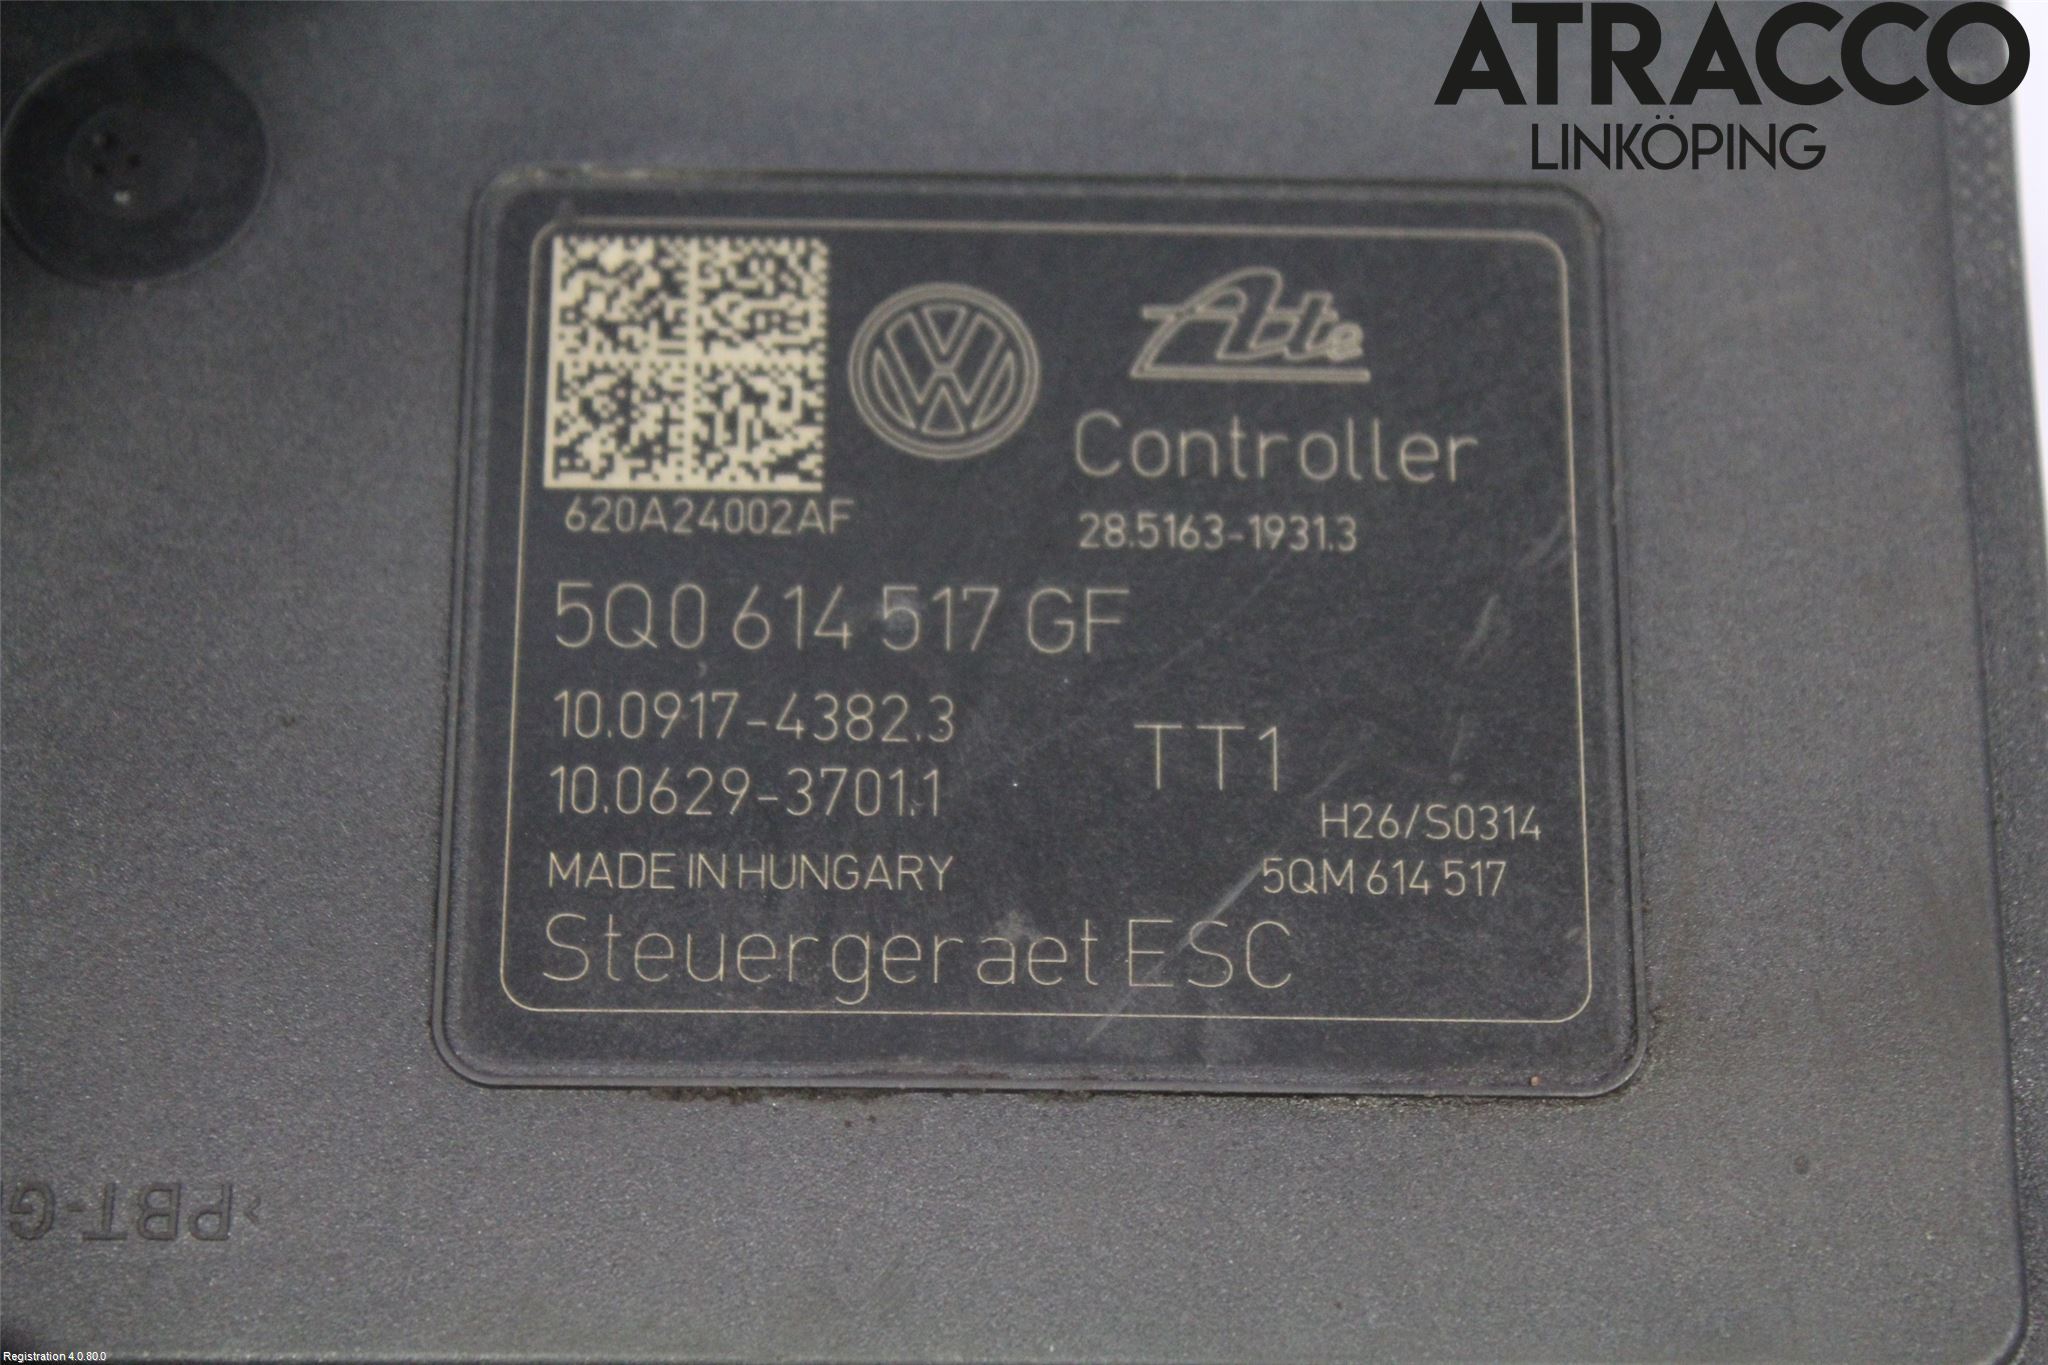 ATRACCO
LINKÖPING
Ate
Controller
620A24002AF
28.5163-1931.3
5Q0 614 517 GF
10.0917-4382.3
10.0629-3701.1
TT1
H26/S0314
MADE IN HUNGARY
5QM 614 517
Steuergeraet ESC
>PBT-G
Registration 4.0.80.0